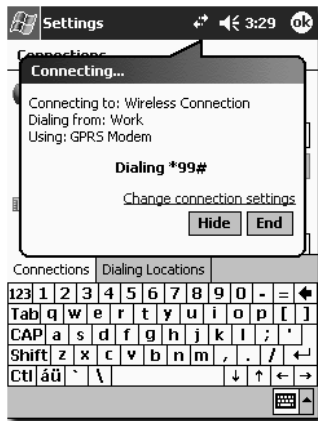 Settings 3:29 ok
Connections
Connecting...
Connecting to: Wireless Connection
Dialing from: Work
Using: GPRS Modem
Dialing *99#
Change connection settings
Hide End
Connections Dialing Locations
123 1 2 3 4 5 6 7 8 9 0 - =
Tab q w e r t y u i o p [ ]
CAP a s d f g h j k l ; '
Shift z x c v b n m , . /
Ctl áü ` \